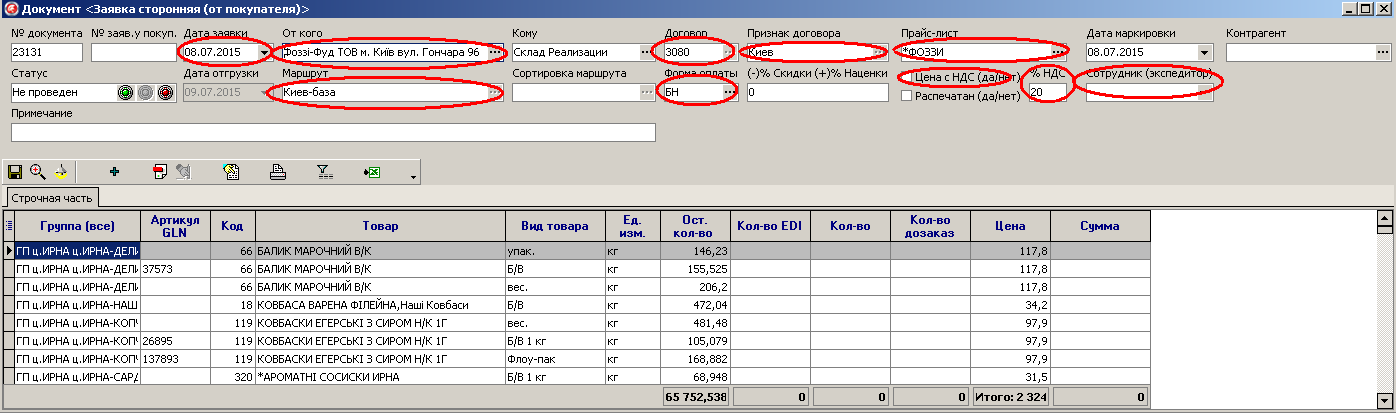 Документ <Заявка сторонняя (от покупателя)>
№ документа № заяв.у покуп. Дата заявки От кого Кому Договор Признак договора Прайс-лист Дата маркировки Контрагент
23131 08.07.2015 Фоззі-Фуд ТОВ м. Київ вул. Гончара 96 Склад Реализации 3080 Киев *ФОЗЗИ 08.07.2015
Статус Дата отгрузки Маршрут Сортировка маршрута Форма оплаты (-)% Скидки (+)% Наценки Цена с НДС (да/нет) % НДС Сотрудник (экспедитор)
Не проведен 09.07.2015 Киев-база БН 0 Распечатан (да/нет) 20
Примечание
Строчная часть
Группа (все) Артикул GLN Код Товар Вид товара Ед. изм. Ост. кол-во Кол-во EDI Кол-во Кол-во дозаказ Цена Сумма
ГП ц.ИРНА ц.ИРНА-ДЕЛИ 66 БАЛИК МАРОЧНИЙ В/К упак. кг 146,23 117,8
ГП ц.ИРНА ц.ИРНА-ДЕЛИ 37573 66 БАЛИК МАРОЧНИЙ В/К Б/В кг 155,525 117,8
ГП ц.ИРНА ц.ИРНА-ДЕЛИ 66 БАЛИК МАРОЧНИЙ В/К вес. кг 206,2 117,8
ГП ц.ИРНА ц.ИРНА-НАШ 18 КОВБАСА ВАРЕНА ФІЛЕЙНА,Наші Ковбаси Б/В кг 472,04 34,2
ГП ц.ИРНА ц.ИРНА-КОПЧ 119 КОВБАСКИ ЕГЕРСЬКІ З СИРОМ Н/К 1Г вес. кг 481,48 97,9
ГП ц.ИРНА ц.ИРНА-КОПЧ 26895 119 КОВБАСКИ ЕГЕРСЬКІ З СИРОМ Н/К 1Г Б/В 1 кг кг 105,079 97,9
ГП ц.ИРНА ц.ИРНА-КОПЧ 137893 119 КОВБАСКИ ЕГЕРСЬКІ З СИРОМ Н/К 1Г Флоу-пак кг 168,882 97,9
ГП ц.ИРНА ц.ИРНА-САРД 320 *АРОМАТНІ СОСИСКИ ИРНА Б/В 1 кг кг 68,948 31,5
65 752,538 0 0 0 Итого: 2 324 0